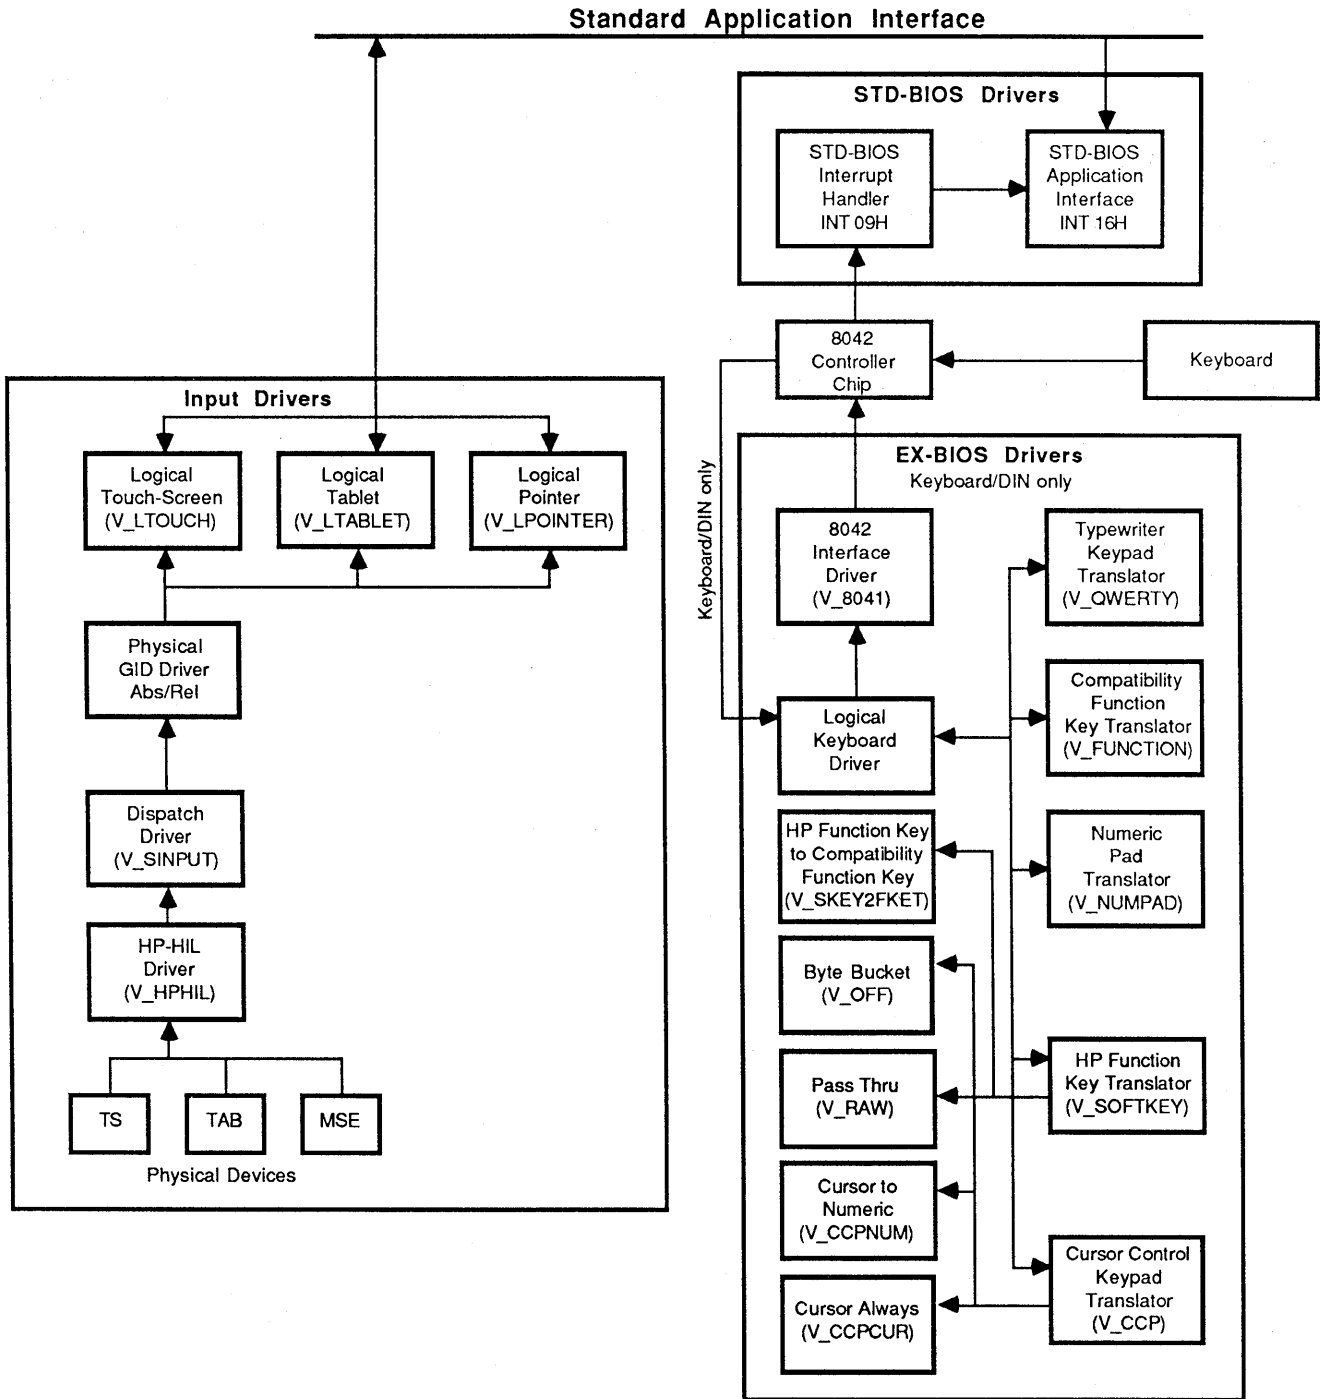 Standard Application Interface
STD-BIOS Drivers
STD-BIOS
Interrupt
Handler
INT 09H
STD-BIOS
Application
Interface
INT 16H
8042
Controller
Chip
Keyboard
Input Drivers
Logical
Touch-Screen
(V_LTOUCH)
Logical
Tablet
(V_LTABLET)
Logical
Pointer
(V_LPOINTER)
Physical
GID Driver
Abs/Rel
Dispatch
Driver
(V_SINPUT)
HP-HIL
Driver
(V_HPHIL)
TS
TAB
MSE
Physical Devices
Keyboard/DIN only
EX-BIOS Drivers
Keyboard/DIN only
8042
Interface
Driver
(V_8041)
Typewriter
Keypad
Translator
(V_QWERTY)
Logical
Keyboard
Driver
Compatibility
Function
Key Translator
(V_FUNCTION)
HP Function Key
to Compatibility
Function Key
(V_SKEY2FKET)
Numeric
Pad
Translator
(V_NUMPAD)
Byte Bucket
(V_OFF)
Pass Thru
(V_RAW)
HP Function
Key Translator
(V_SOFTKEY)
Cursor to
Numeric
(V_CCPNUM)
Cursor Always
(V_CCPCUR)
Cursor Control
Keypad
Translator
(V_CCP)